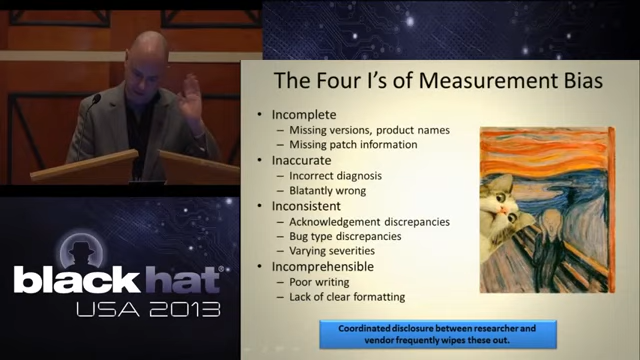 The Four I's of Measurement Bias
• Incomplete
– Missing versions, product names
– Missing patch information
• Inaccurate
– Incorrect diagnosis
– Blatantly wrong
• Inconsistent
– Acknowledgement discrepancies
– Bug type discrepancies
– Varying severities
• Incomprehensible
– Poor writing
– Lack of clear formatting
Coordinated disclosure between researcher and
vendor frequently wipes these out.
blackhat®
USA 2013